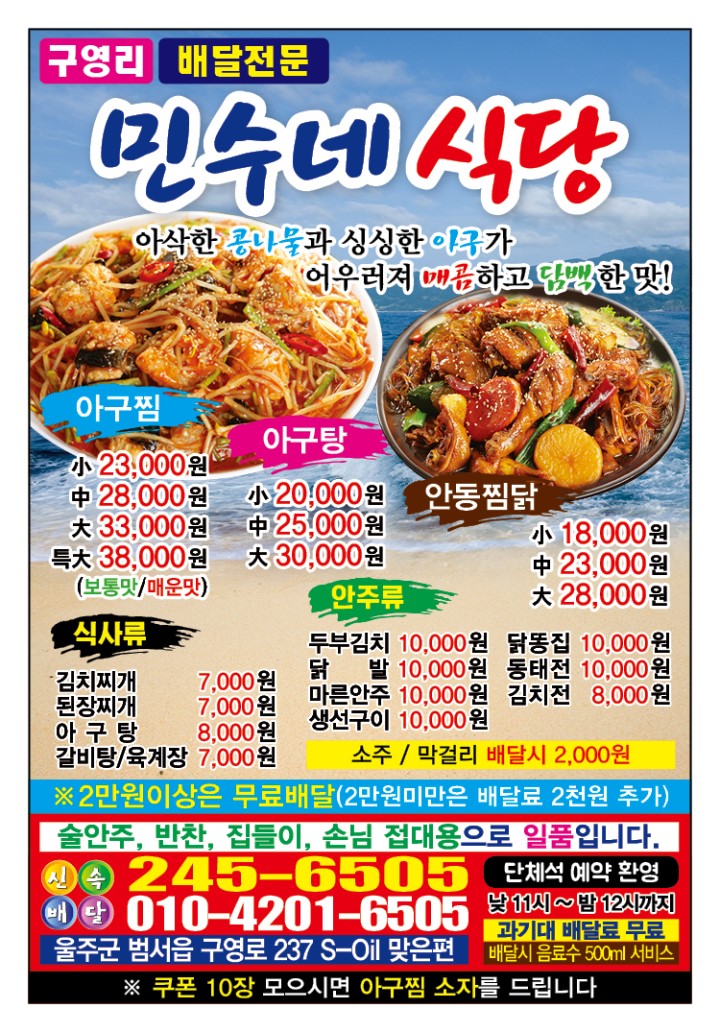 구영리 배달전문
민수네 식당
아삭한 콩나물과 싱싱한 아구가
어우러져 매콤하고 담백한 맛!
아구찜
小 23,000원
中 28,000원
大 33,000원
특大 38,000원
(보통맛/매운맛)
아구탕
小 20,000원
中 25,000원
大 30,000원
안동찜닭
小 18,000원
中 23,000원
大 28,000원
식사류
김치찌개 7,000원
된장찌개 7,000원
아 구 탕 8,000원
갈비탕/육계장 7,000원
안주류
두부김치 10,000원 닭똥집 10,000원
닭 발 10,000원 동태전 10,000원
마른안주 10,000원 김치전 8,000원
생선구이 10,000원
소주 / 막걸리 배달시 2,000원
※2만원이상은 무료배달(2만원미만은 배달료 2천원 추가)
술안주, 반찬, 집들이, 손님 접대용으로 일품입니다.
신속 245-6505
배달 010-4201-6505
울주군 범서읍 구영로 237 S-Oil 맞은편
단체석 예약 환영
낮 11시 ~ 밤 12시까지
과기대 배달료 무료
배달시 음료수 500ml 서비스
※ 쿠폰 10장 모으시면 아구찜 소자를 드립니다